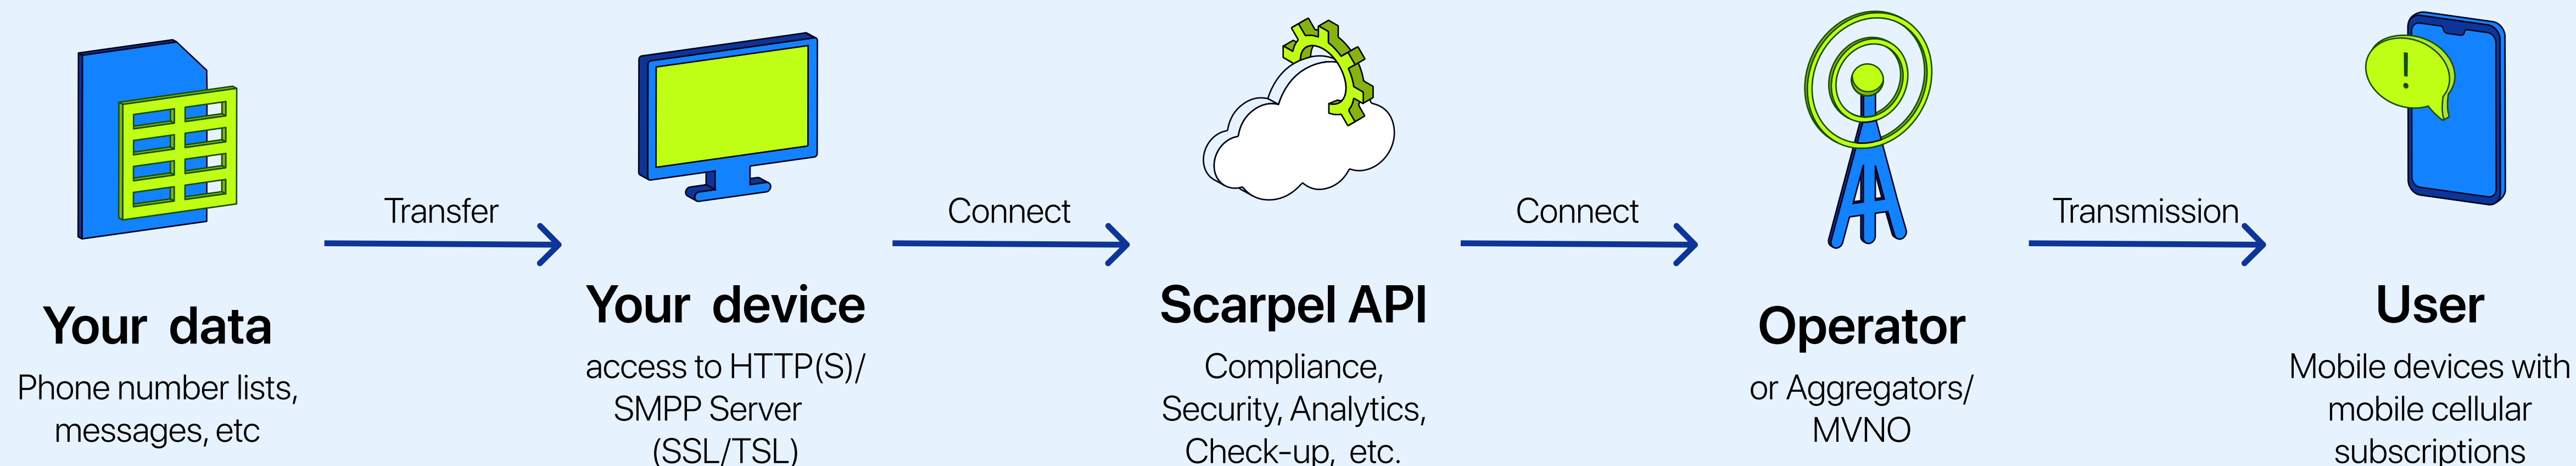 Transfer
Connect
Connect
Transmission
Your data
Phone number lists,
messages, etc
Your device
access to HTTP(S)/
SMPP Server
(SSL/TSL)
Scarpel API
Compliance,
Security, Analytics,
Check-up, etc.
Operator
or Aggregators/
MVNO
User
Mobile devices with
mobile cellular
subscriptions
!